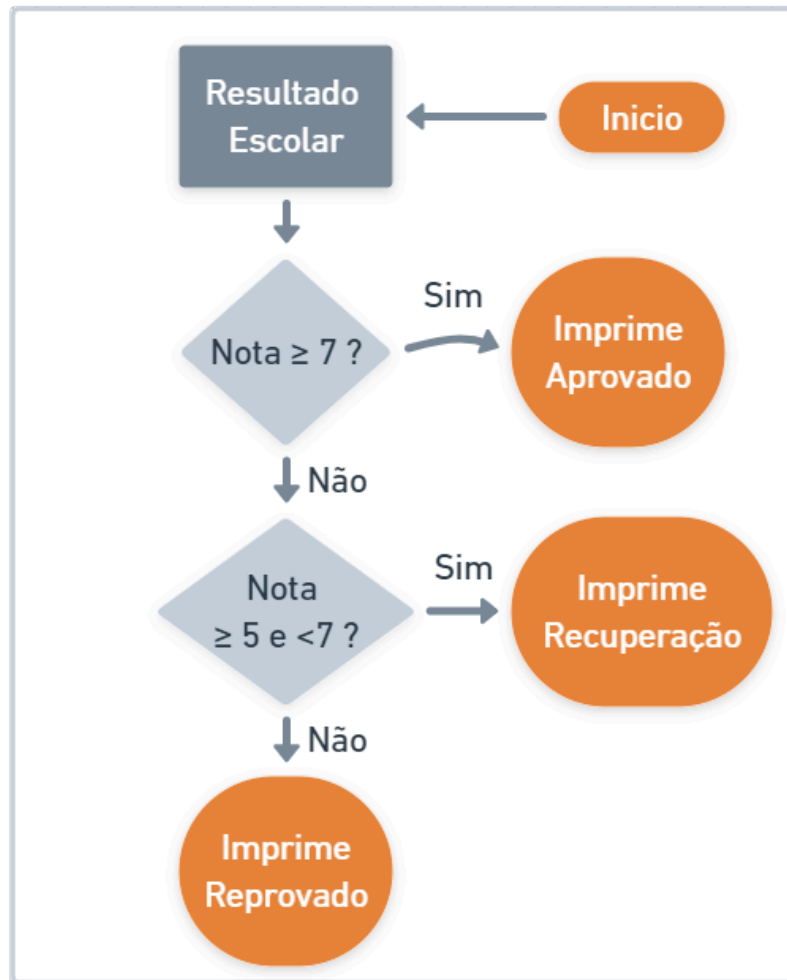 Resultado
Escolar
Inicio
Nota ≥ 7 ?
Sim
Imprime
Aprovado
Não
Nota
≥ 5 e <7 ?
Sim
Imprime
Recuperação
Não
Imprime
Reprovado